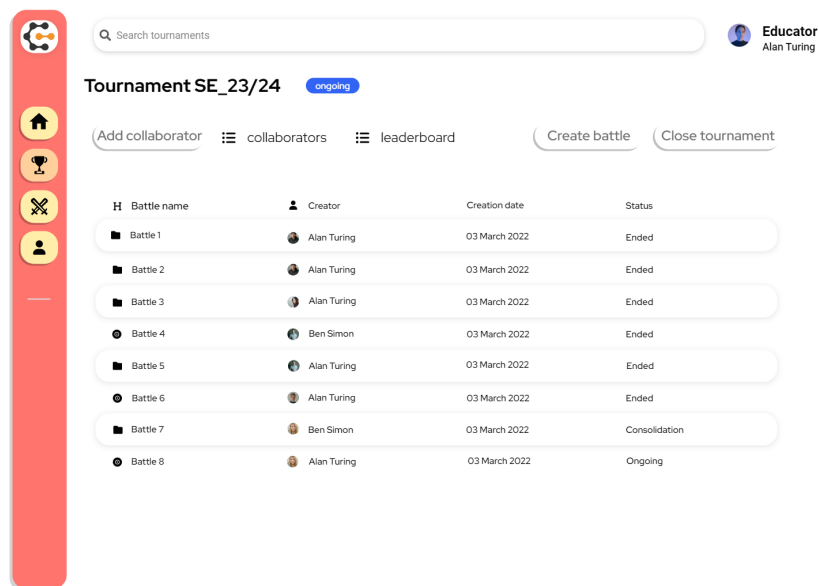 Search tournaments
Educator
Alan Turing
Tournament SE_23/24 ongoing
Add collaborator collaborators leaderboard Create battle Close tournament
H Battle name Creator Creation date Status
Battle 1 Alan Turing 03 March 2022 Ended
Battle 2 Alan Turing 03 March 2022 Ended
Battle 3 Alan Turing 03 March 2022 Ended
Battle 4 Ben Simon 03 March 2022 Ended
Battle 5 Alan Turing 03 March 2022 Ended
Battle 6 Alan Turing 03 March 2022 Ended
Battle 7 Ben Simon 03 March 2022 Consolidation
Battle 8 Alan Turing 03 March 2022 Ongoing